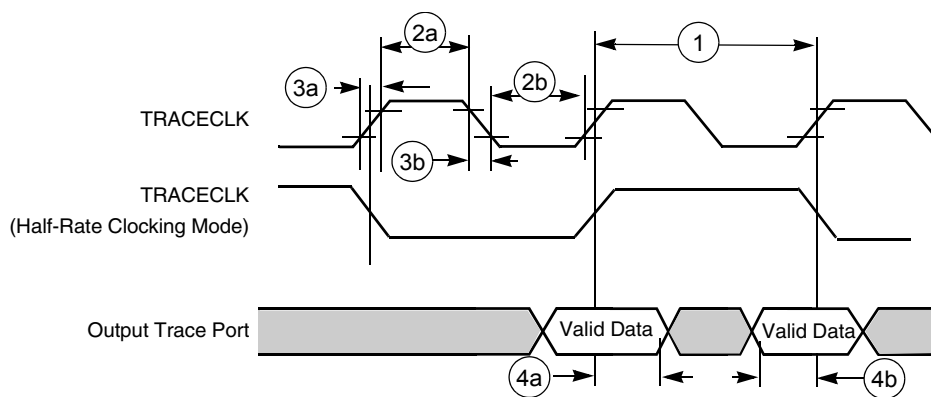 2a
1
3a
2b
TRACECLK
3b
TRACECLK
(Half-Rate Clocking Mode)
Output Trace Port
Valid Data
Valid Data
4a
4b